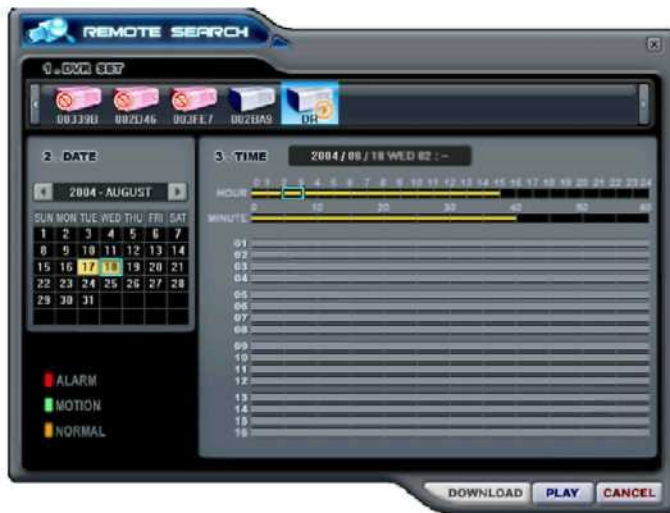 REMOTE SEARCH
1. DVR SET
00339B 002D46 003FE7 002BA9 DR
2. DATE
3. TIME 2004 / 08 / 18 WED 02 : --
2004 - AUGUST
HOUR 0 1 2 3 4 5 6 7 8 9 10 11 12 13 14 15 16 17 18 19 20 21 22 23 24
MINUTE 0 10 20 30 40 50 60
SUN MON TUE WED THU FRI SAT
1 2 3 4 5 6 7
8 9 10 11 12 13 14
15 16 17 18 19 20 21
22 23 24 25 26 27 28
29 30 31
01
02
03
04
05
06
07
08
09
10
11
12
13
14
15
16
ALARM
MOTION
NORMAL
DOWNLOAD PLAY CANCEL